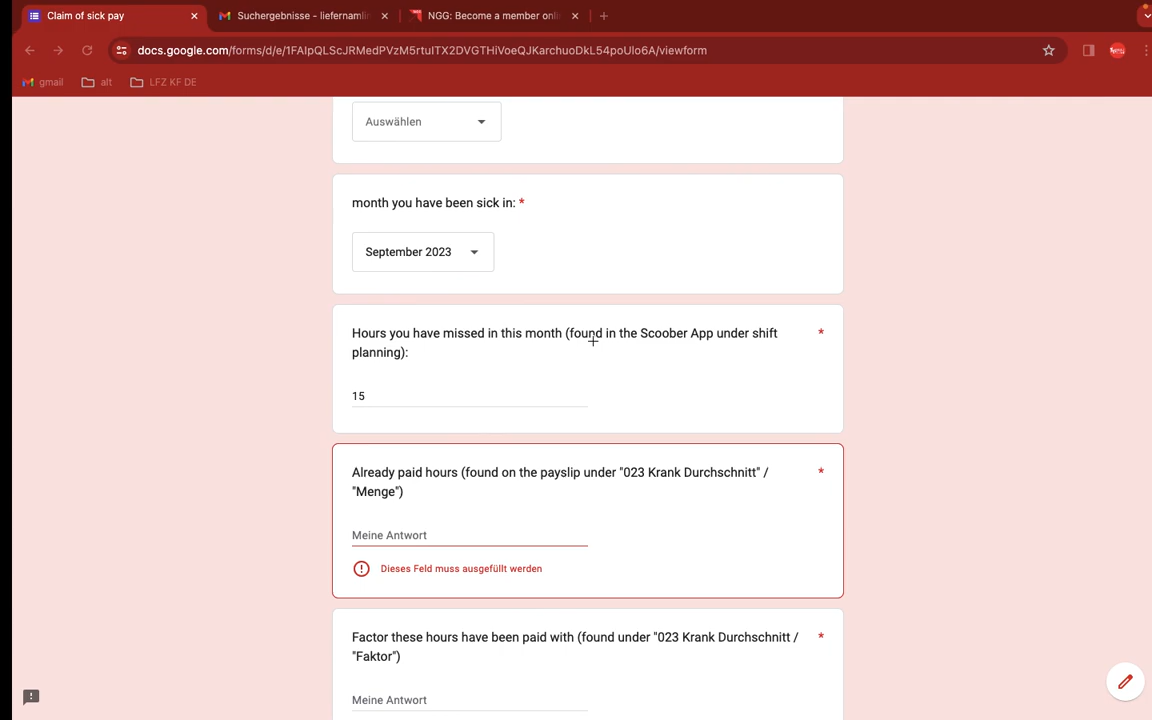 Claim of sick pay
Suchergebnisse - liefernamlin
NGG: Become a member onl
docs.google.com/forms/d/e/1FAIpQLScJRMedPVzM5rtuITX2DVGTHiVoeQJKarchuoDkL54poUlo6A/viewform
gmail
alt
LFZ KF DE
Auswählen
month you have been sick in: *
September 2023
Hours you have missed in this month (found in the Scoober App under shift *
planning):
15
Already paid hours (found on the payslip under "023 Krank Durchschnitt" / *
"Menge")
Meine Antwort
Dieses Feld muss ausgefüllt werden
Factor these hours have been paid with (found under "023 Krank Durchschnitt / *
"Faktor")
Meine Antwort